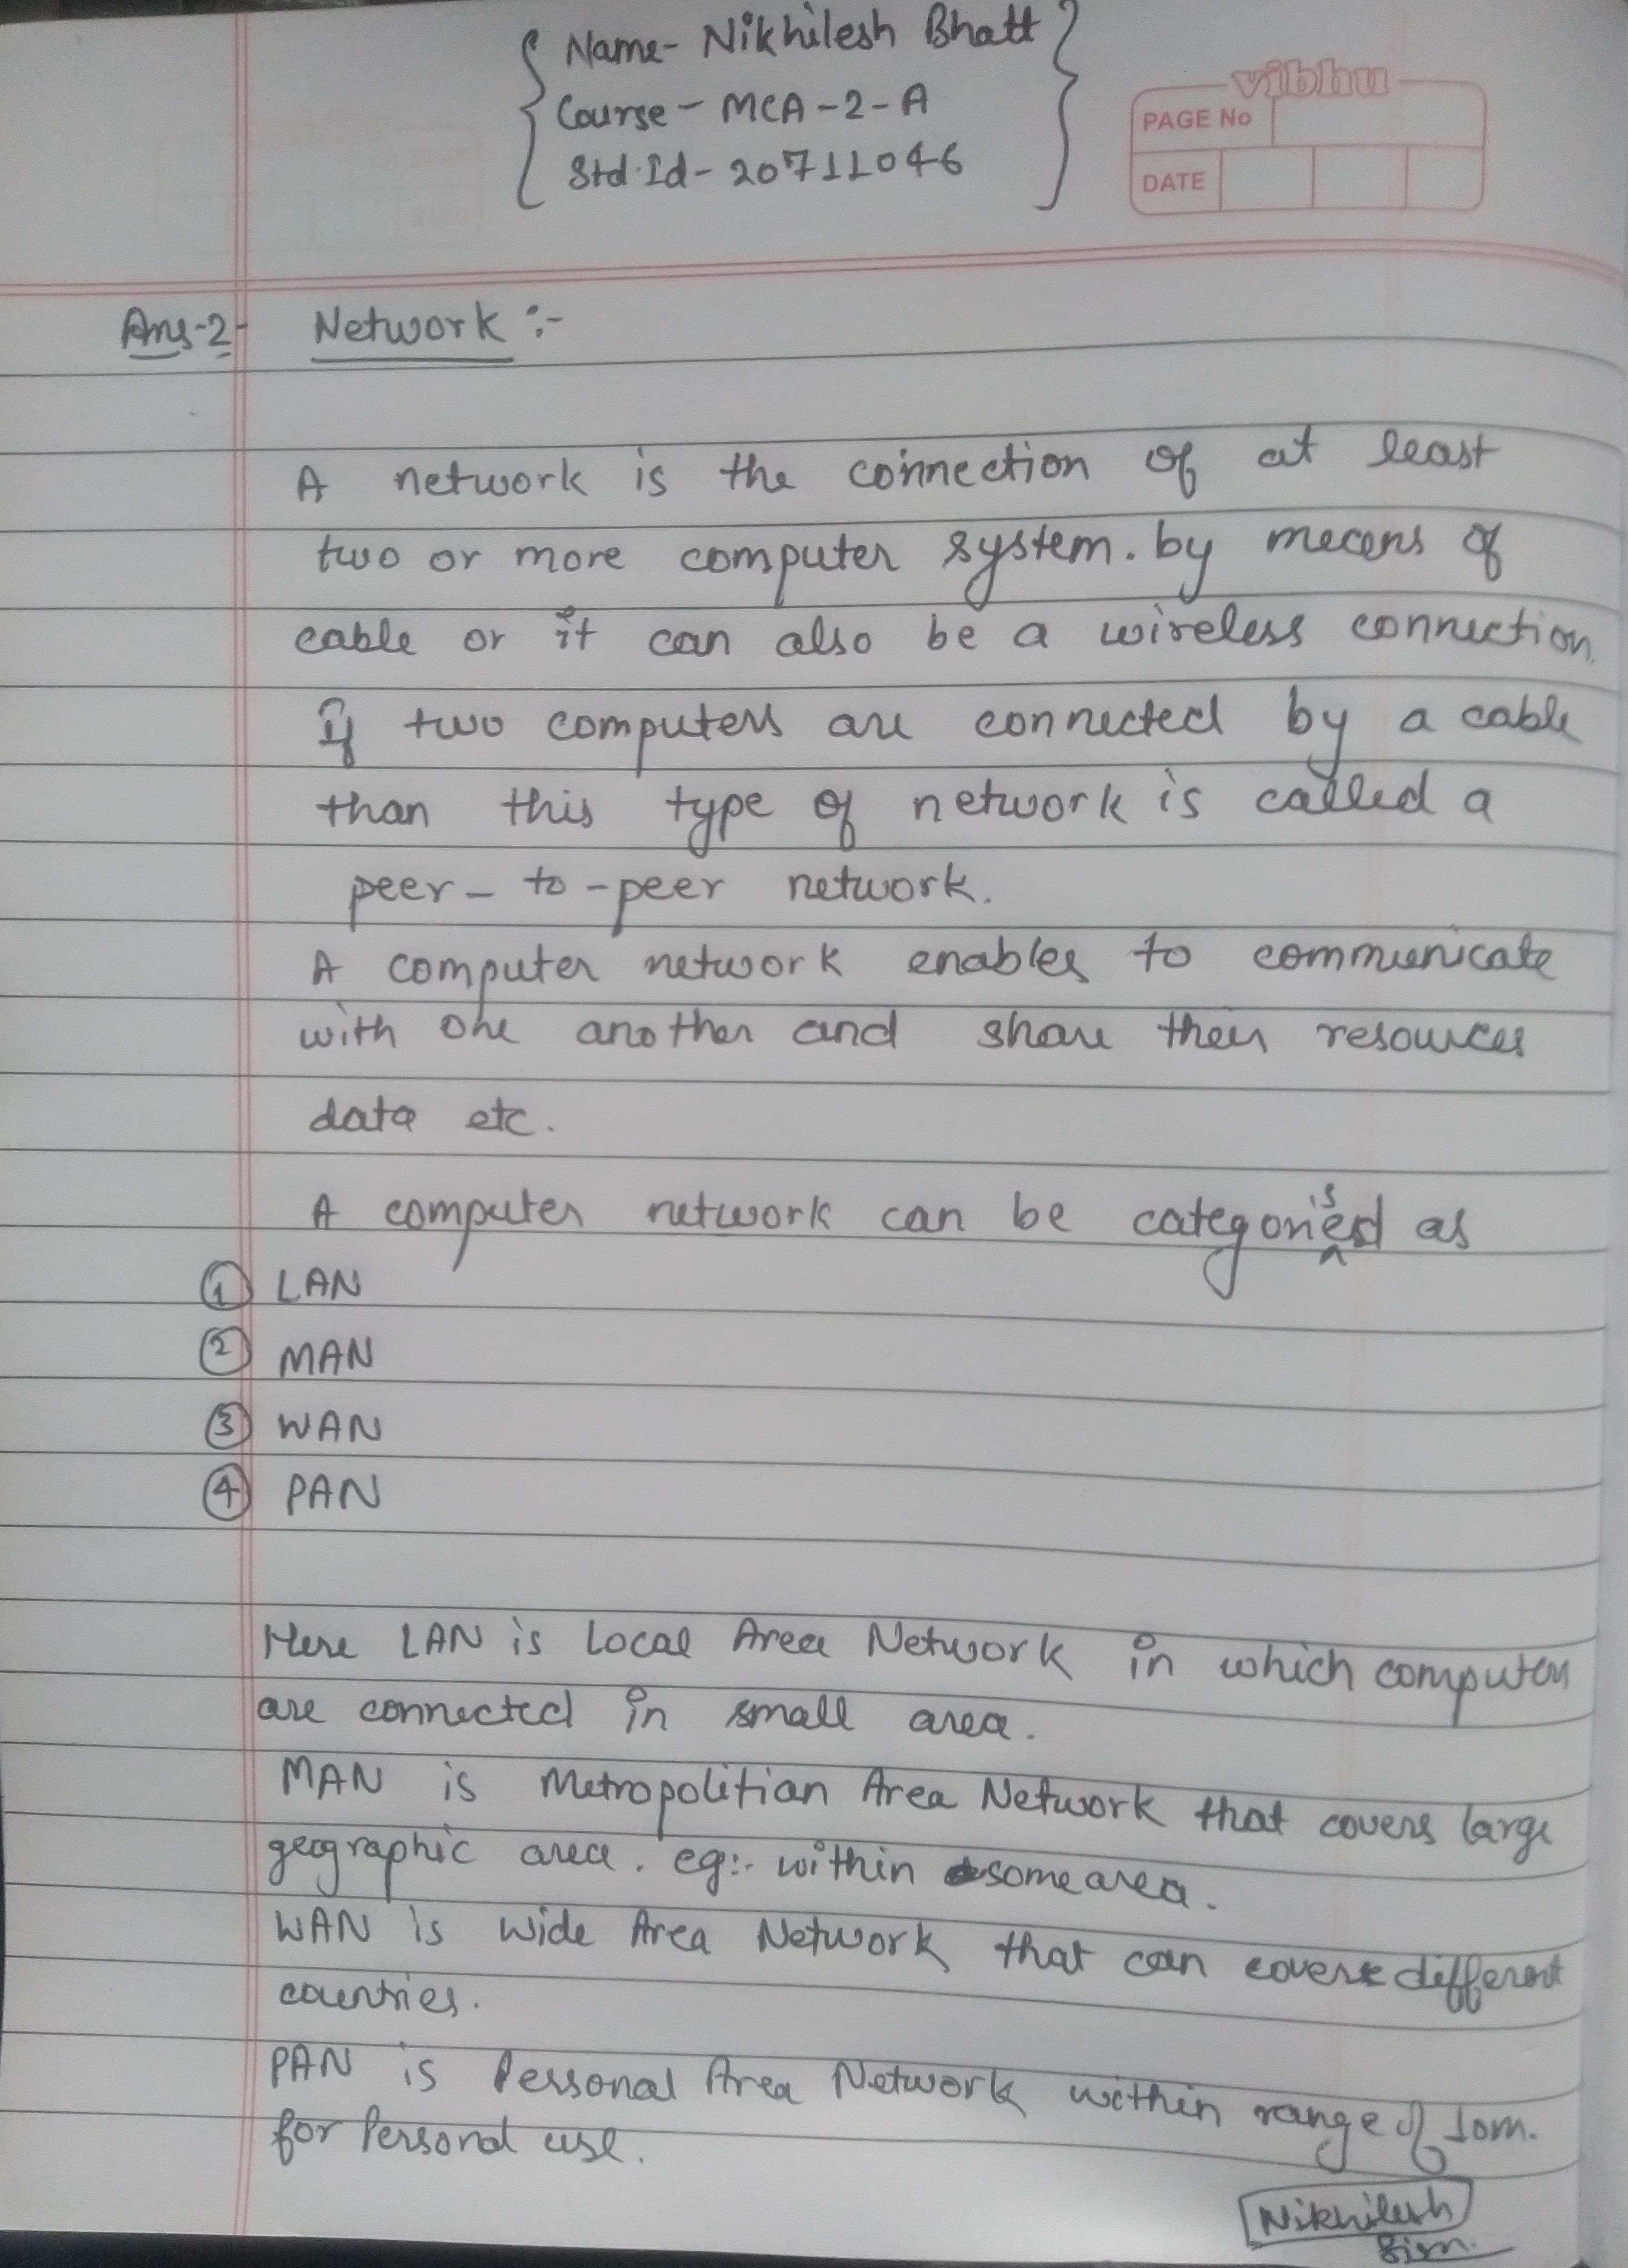 Name- Nikhilesh Bhatt
Course - MCA-2-A
Std.Id - 20711046
vibhu
PAGE No
DATE
Ans-2- Network :-
A network is the connection of at least
two or more computer system. by means of
cable or it can also be a wireless connection.
If two computers are connected by a cable
than this type of network is called a
peer-to-peer network.
A computer network enables to communicate
with one another and share their resources
data etc.
A computer network can be categorised as
① LAN
② MAN
③ WAN
④ PAN
Here LAN is Local Area Network in which computer
are connected in small area.
MAN is Metropolitian Area Network that covers large
geographic area. eg:- within some area.
WAN is Wide Area Network that can cover different
countries.
PAN is Personal Area Network within range of 10m.
for Personal use.
Nikhilesh
Sign.